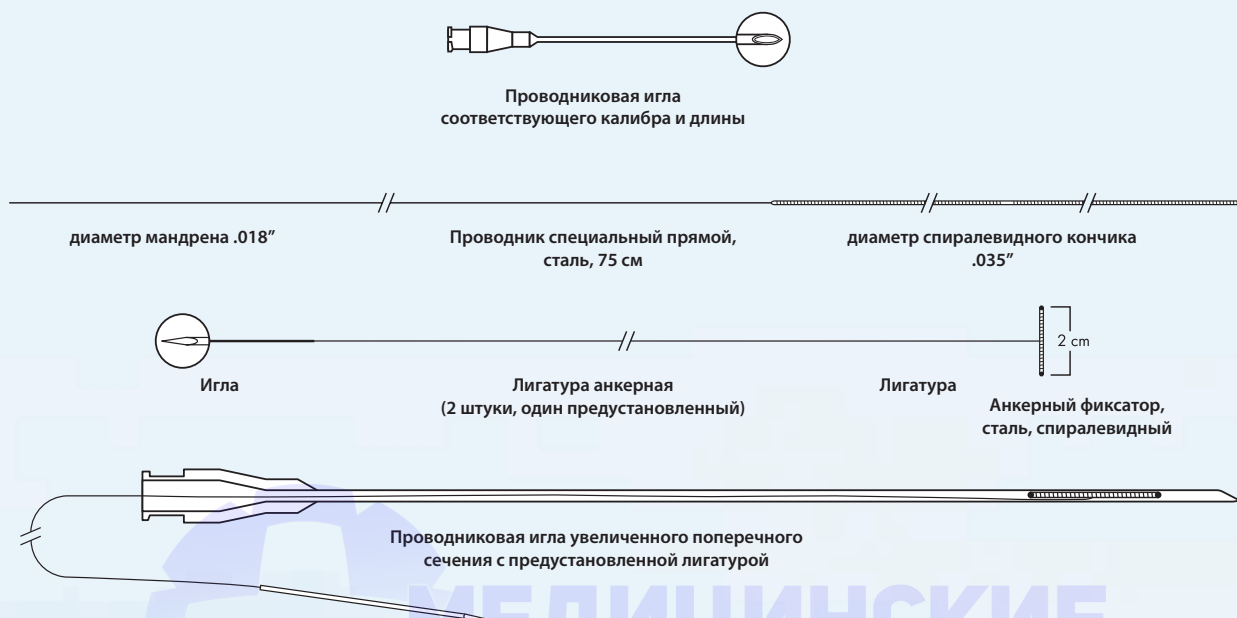 Проводниковая игла
соответствующего калибра и длины
диаметр мандрена .018”
Проводник специальный прямой,
сталь, 75 см
диаметр спиралевидного кончика
.035”
2 cm
Игла
Лигатура анкерная
(2 штуки, один предустановленный)
Лигатура
Анкерный фиксатор,
сталь, спиралевидный
Проводниковая игла увеличенного поперечного
сечения с предустановленной лигатурой
МЕДИЦИНСКИЕ